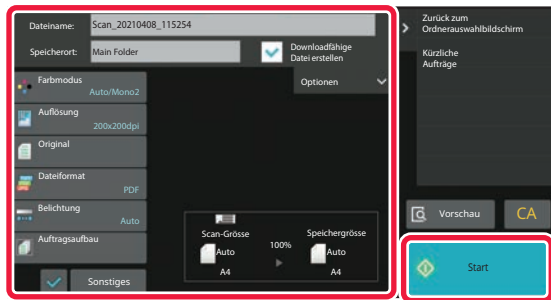 Dateiname:
Scan_20210408_115254
Speicherort:
Main Folder
Downloadfähige
Datei erstellen
Optionen
Farbmodus
Auto/Mono2
Auflösung
200x200dpi
Original
Dateiformat
PDF
Belichtung
Auto
Auftragsaufbau
Sonstiges
Scan-Grösse
Auto
A4
100%
Speichergrösse
Auto
A4
Zurück zum
Ordnerauswahlbildschirm
Kürzliche
Aufträge
Vorschau
CA
Start